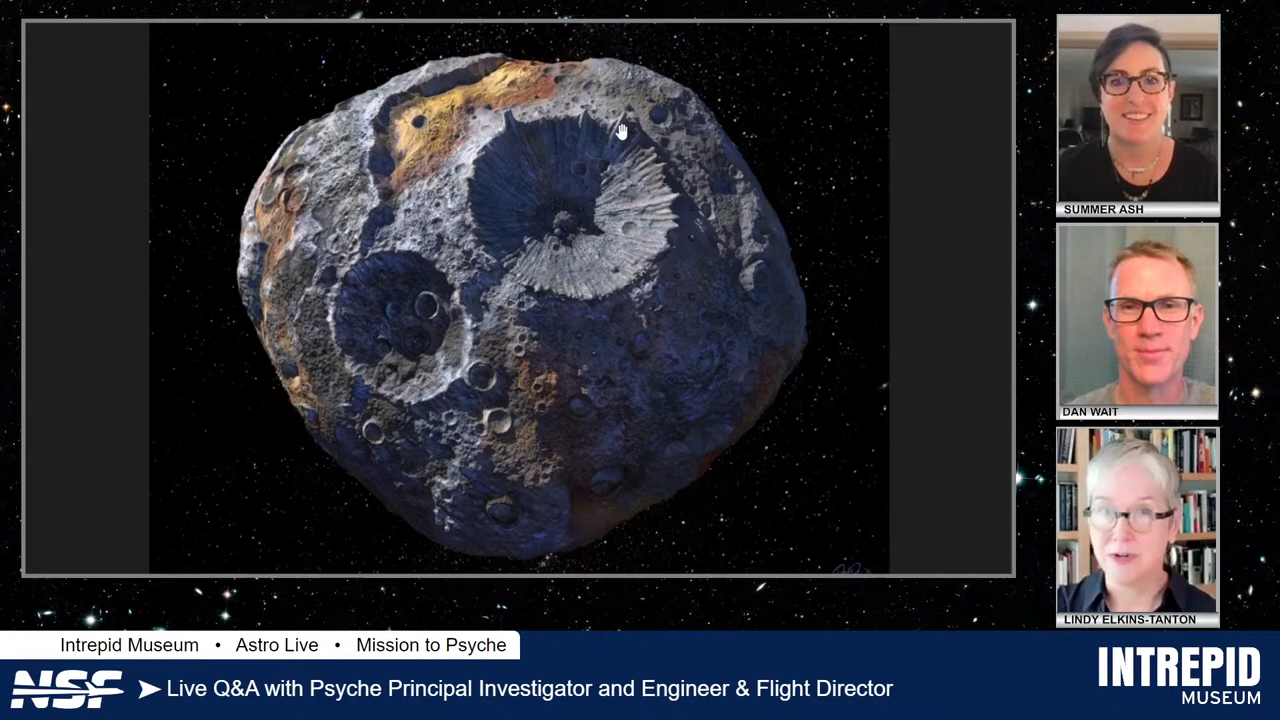 SUMMER ASH
DAN WAIT
LINDY ELKINS-TANTON
Intrepid Museum • Astro Live • Mission to Psyche
NSF
Live Q&A with Psyche Principal Investigator and Engineer & Flight Director
INTREPID
MUSEUM